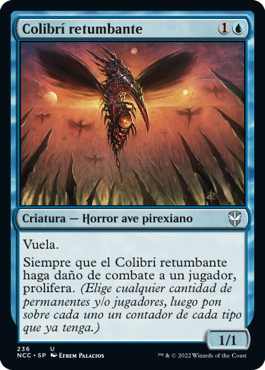 Colibrí retumbante 1
Criatura — Horror ave pirexiano
Vuela.
Siempre que el Colibrí retumbante
haga daño de combate a un jugador,
prolifera. (Elige cualquier cantidad de
permanentes y/o jugadores, luego pon
sobre cada uno un contador de cada tipo
que ya tenga.)
1/1
236 U
NCC • SP EFREM PALACIOS
™ & © 2022 Wizards of the Coast